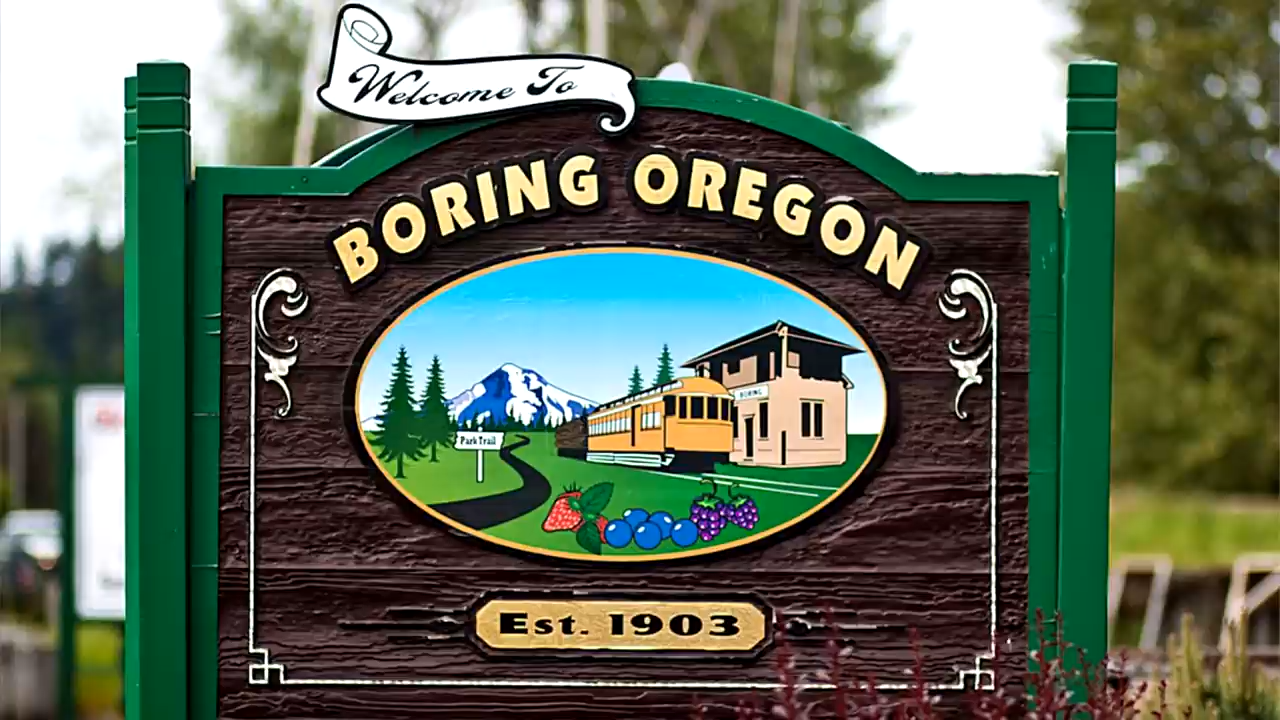 Welcome To
BORING OREGON
BORING
Park Trail
Est. 1903